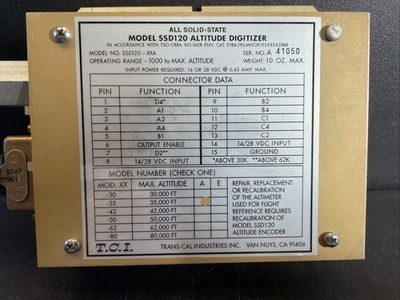 ALL SOLID-STATE
MODEL SSD120 ALTITUDE DIGITIZER
IN ACCORDANCE WITH TSO-C88A DO-160B ENV. CAT.
MODEL NO. SSD120 - XXA
SERIAL NO. A 41050
OPERATING RANGE - 1000 to MAX. ALTITUDE
WEIGHT: 10 OZ. MAX
INPUT POWER REQUIRED: 14 OR 28 VDC @ 0.45 AMP MAX.
CONNECTOR DATA
PIN FUNCTION PIN FUNCTION
1 D4* 9 B2
2 A1 10 B4
3 A2 11 C1
4 A4 12 C4
5 B1 13 C2
6 OUTPUT ENABLE 14 14/28 VDC INPUT
7 D2** 15 GROUND
8 14/28 VDC INPUT *ABOVE 30K **ABOVE 62K
MODEL NUMBER (CHECK ONE)
MOD. XX MAX. ALTITUDE A E
-30 30,000 FT
-35 35,000 FT
-42 42,000 FT
-50 50,000 FT
-62 62,000 FT
-80 80,000 FT
REPAIR, REPLACEMENT
OR RECALIBRATION
OF THE ALTIMETER
USED FOR FLIGHT
REFERENCE REQUIRES
RECALIBRATION OF
MODEL SSD120
ALTITUDE ENCODER
T.C.I. TRANS-CAL INDUSTRIES INC. VAN NUYS, CA 91406